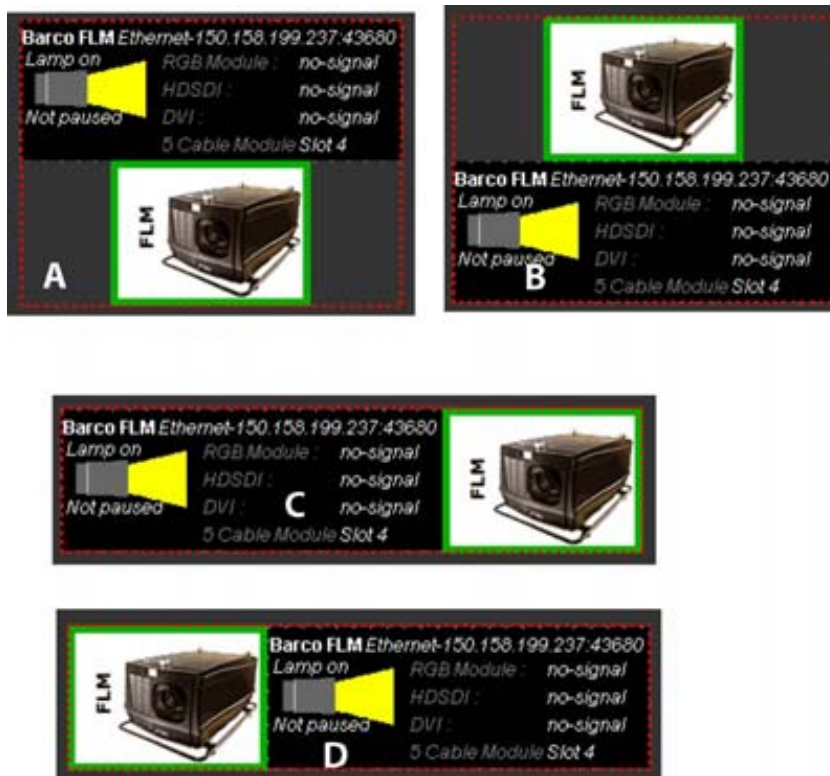 Barco FLM Ethernet-150.158.199.237:43680
Lamp on RGB Module : no-signal
HDSDI : no-signal
Not paused DVI : no-signal
5 Cable Module Slot 4
FLM
A
FLM
Barco FLM Ethernet-150.158.199.237:43680
Lamp on RGB Module : no-signal
HDSDI : no-signal
Not paused DVI : no-signal
B
5 Cable Module Slot 4
Barco FLM Ethernet-150.158.199.237:43680
Lamp on RGB Module : no-signal
HDSDI : no-signal
Not paused DVI : no-signal
C
5 Cable Module Slot 4
FLM
FLM
Barco FLM Ethernet-150.158.199.237:43680
Lamp on RGB Module : no-signal
HDSDI : no-signal
Not paused DVI : no-signal
D
5 Cable Module Slot 4